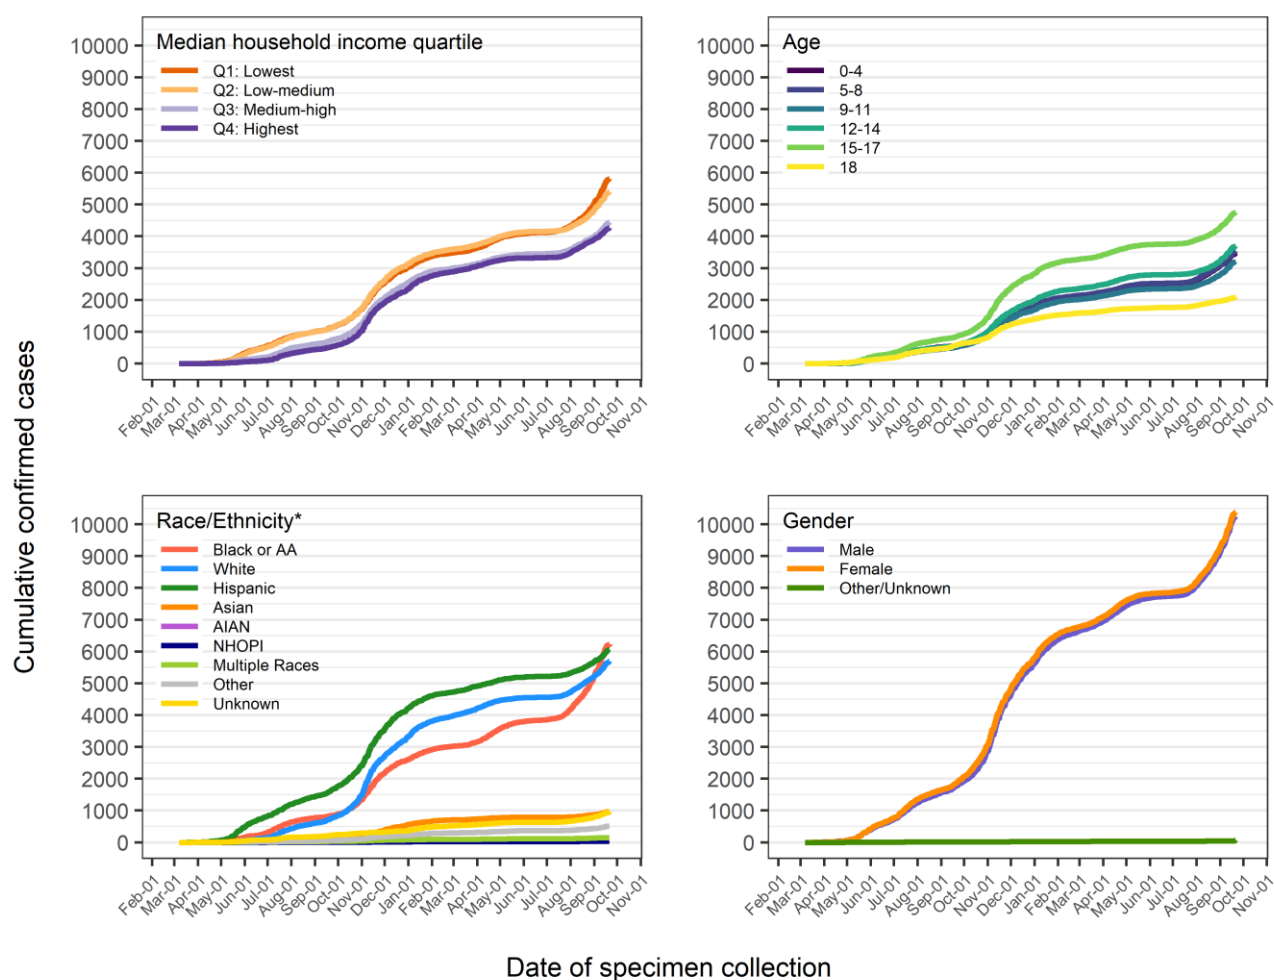 Cumulative confirmed cases
Median household income quartile
Q1: Lowest
Q2: Low-medium
Q3: Medium-high
Q4: Highest
10000
9000
8000
7000
6000
5000
4000
3000
2000
1000
0
Feb-01
Mar-01
Apr-01
May-01
Jun-01
Jul-01
Aug-01
Sep-01
Oct-01
Nov-01
Dec-01
Jan-01
Feb-01
Mar-01
Apr-01
May-01
Jun-01
Jul-01
Aug-01
Sep-01
Oct-01
Nov-01
Age
0-4
5-8
9-11
12-14
15-17
18
10000
9000
8000
7000
6000
5000
4000
3000
2000
1000
0
Feb-01
Mar-01
Apr-01
May-01
Jun-01
Jul-01
Aug-01
Sep-01
Oct-01
Nov-01
Dec-01
Jan-01
Feb-01
Mar-01
Apr-01
May-01
Jun-01
Jul-01
Aug-01
Sep-01
Oct-01
Nov-01
Race/Ethnicity*
Black or AA
White
Hispanic
Asian
AIAN
NHOPI
Multiple Races
Other
Unknown
10000
9000
8000
7000
6000
5000
4000
3000
2000
1000
0
Feb-01
Mar-01
Apr-01
May-01
Jun-01
Jul-01
Aug-01
Sep-01
Oct-01
Nov-01
Dec-01
Jan-01
Feb-01
Mar-01
Apr-01
May-01
Jun-01
Jul-01
Aug-01
Sep-01
Oct-01
Nov-01
Gender
Male
Female
Other/Unknown
10000
9000
8000
7000
6000
5000
4000
3000
2000
1000
0
Feb-01
Mar-01
Apr-01
May-01
Jun-01
Jul-01
Aug-01
Sep-01
Oct-01
Nov-01
Dec-01
Jan-01
Feb-01
Mar-01
Apr-01
May-01
Jun-01
Jul-01
Aug-01
Sep-01
Oct-01
Nov-01
Date of specimen collection